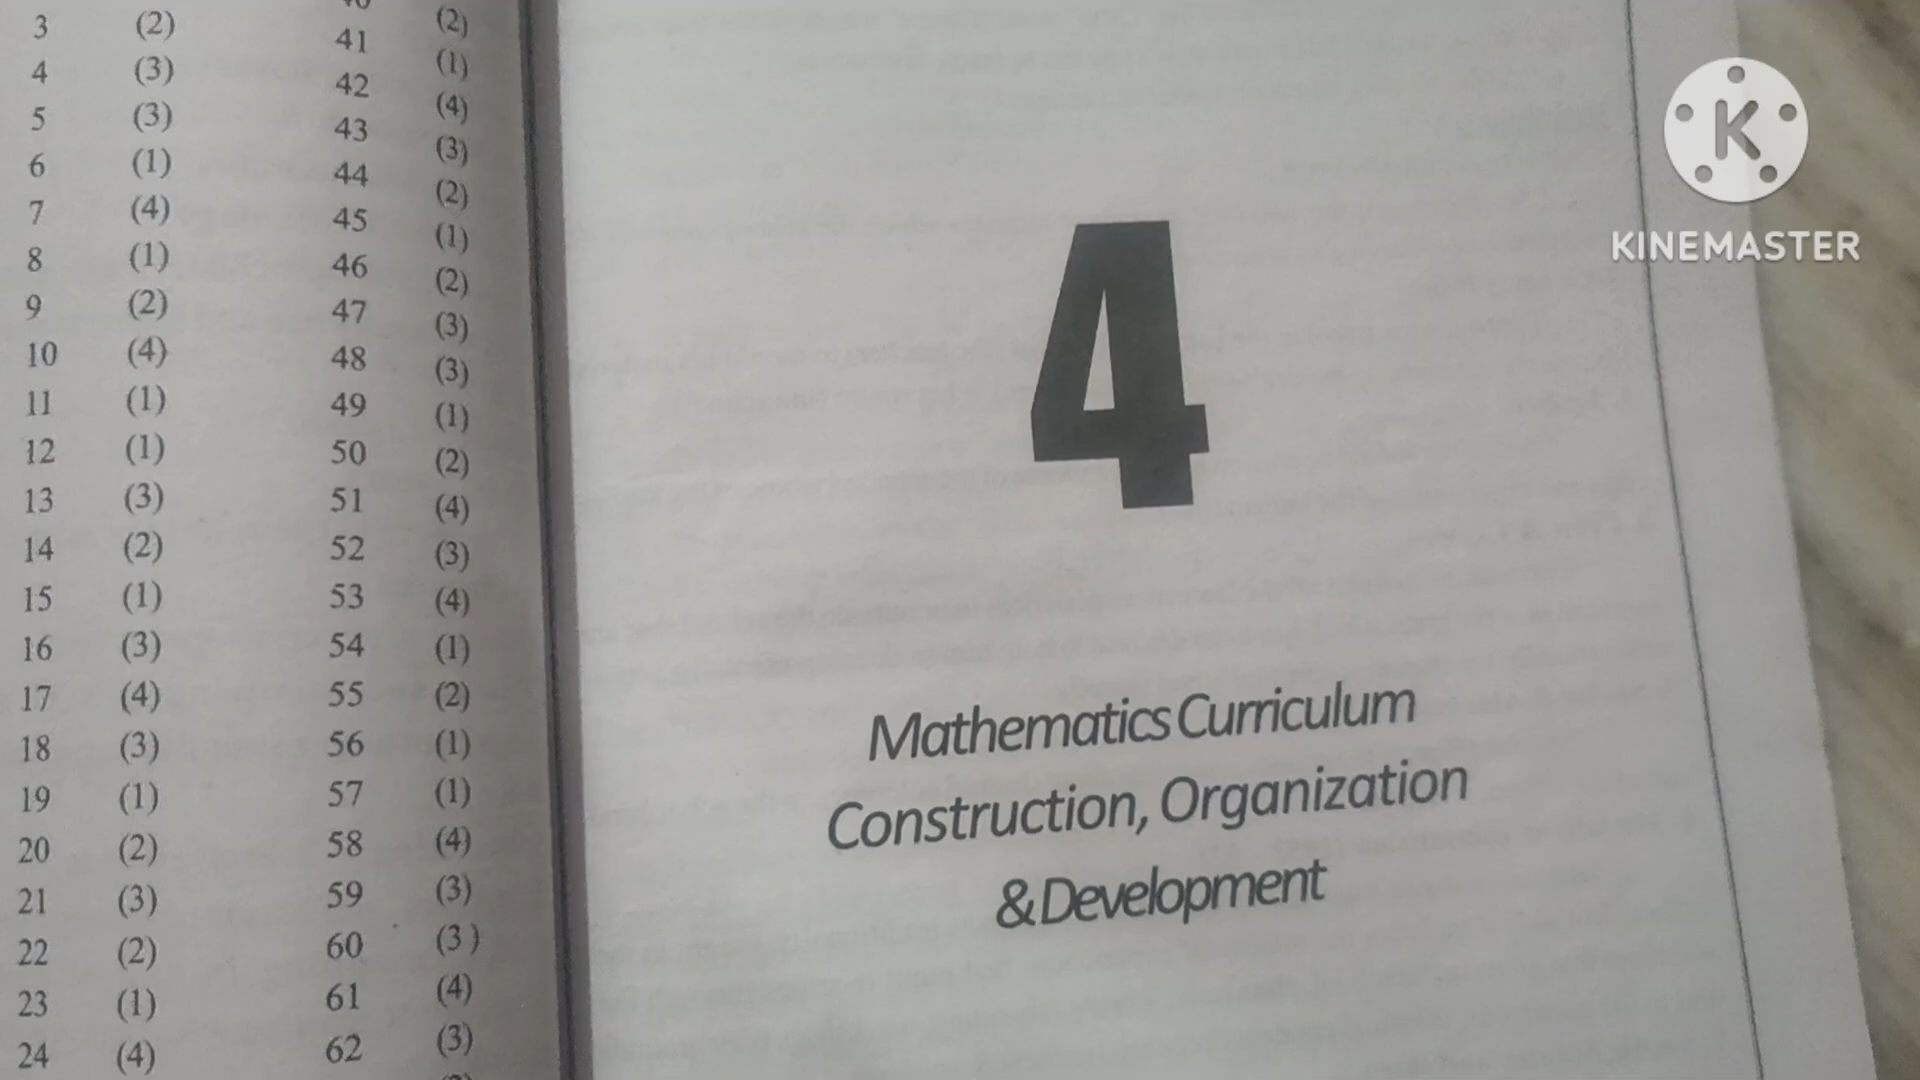 (2)
3 (2) 41 (1)
4 (3) 42 (4)
5 (3) 43 (3)
6 (1) 44 (2)
7 (4) 45 (1)
8 (1) 46 (2)
9 (2) 47 (3)
10 (4) 48 (3)
11 (1) 49 (1)
12 (1) 50 (2)
13 (3) 51 (4)
14 (2) 52 (3)
15 (1) 53 (4)
16 (3) 54 (1)
17 (4) 55 (2)
18 (3) 56 (1)
19 (1) 57 (1)
20 (2) 58 (4)
21 (3) 59 (3)
22 (2) 60 (3 )
23 (1) 61 (4)
24 (4) 62 (3)
4
Mathematics Curriculum
Construction, Organization
& Development
K
KINEMASTER